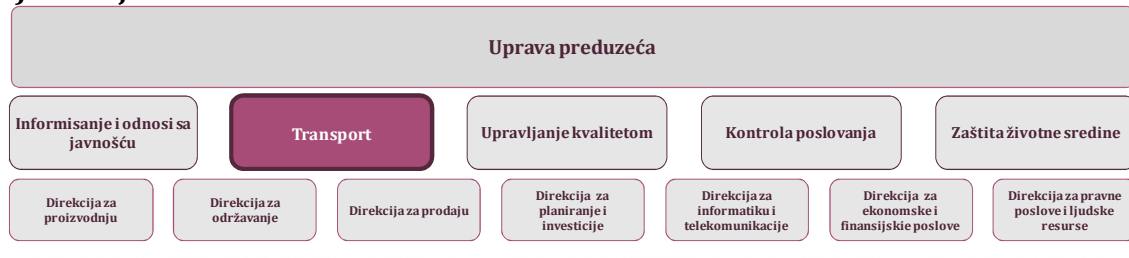 Uprava preduzeća
Informisanje i odnosi sa
javnošću
Transport
Upravljanje kvalitetom
Kontrola poslovanja
Zaštita životne sredine
Direkcija za
proizvodnju
Direkcija za
održavanje
Direkcija za prodaju
Direkcija za
planiranje i
investicije
Direkcija za
informatiku i
telekomunikacije
Direkcija za
ekonomske i
finansijskie poslove
Direkcija za pravne
poslove i ljudske
resurse